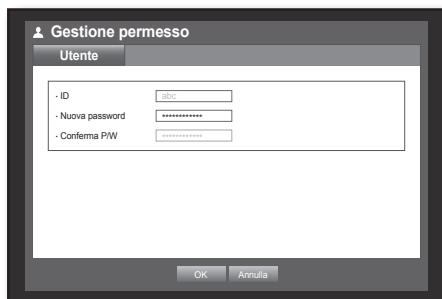 Gestione permesso
Utente
· ID abc
· Nuova password ************
· Conferma P/W ************
OK Annulla